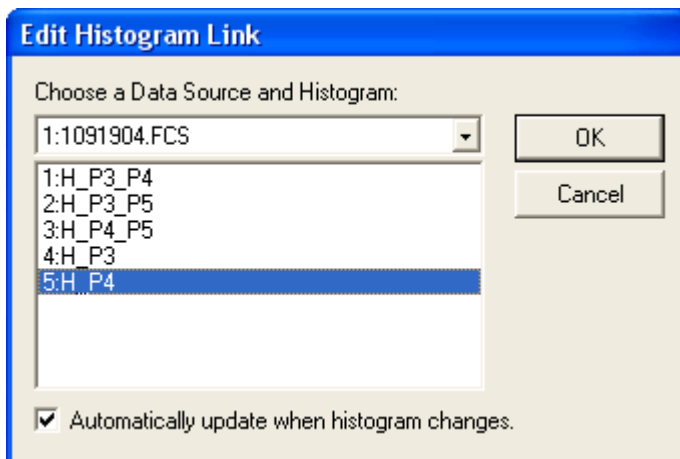 Edit Histogram Link
Choose a Data Source and Histogram:
1:1091904.FCS
OK
1:H_P3_P4
2:H_P3_P5
3:H_P4_P5
4:H_P3
5:H_P4
Cancel
Automatically update when histogram changes.